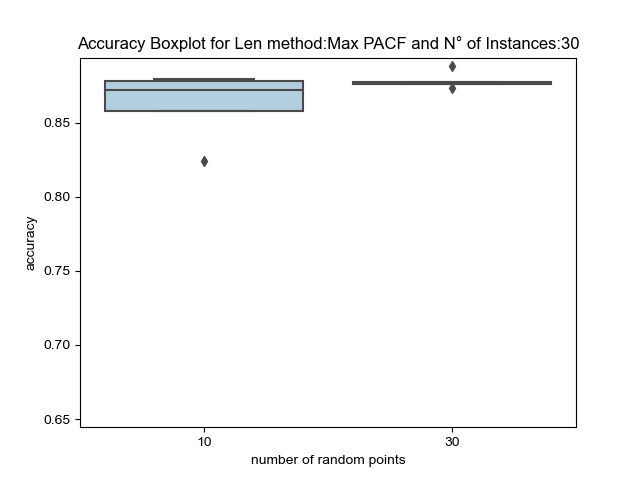 Accuracy Boxplot for Len method:Max PACF and N° of Instances:30
accuracy
0.85
0.80
0.75
0.70
0.65
10 30
number of random points